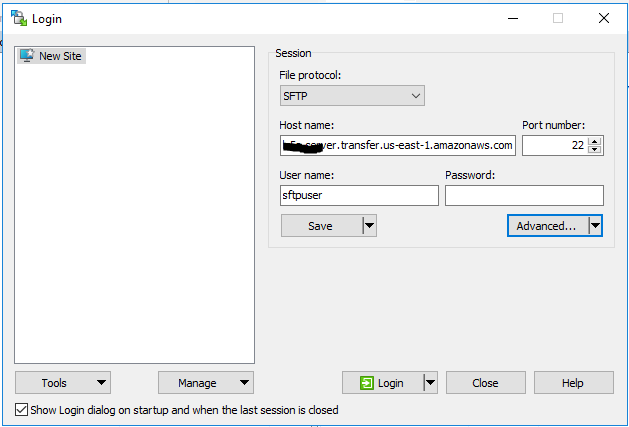 Login
New Site
Session
File protocol:
SFTP
Host name:
Port number:
server.transfer.us-east-1.amazonaws.com
22
User name:
Password:
sftpuser
Save
Advanced...
Tools
Manage
Login
Close
Help
Show Login dialog on startup and when the last session is closed